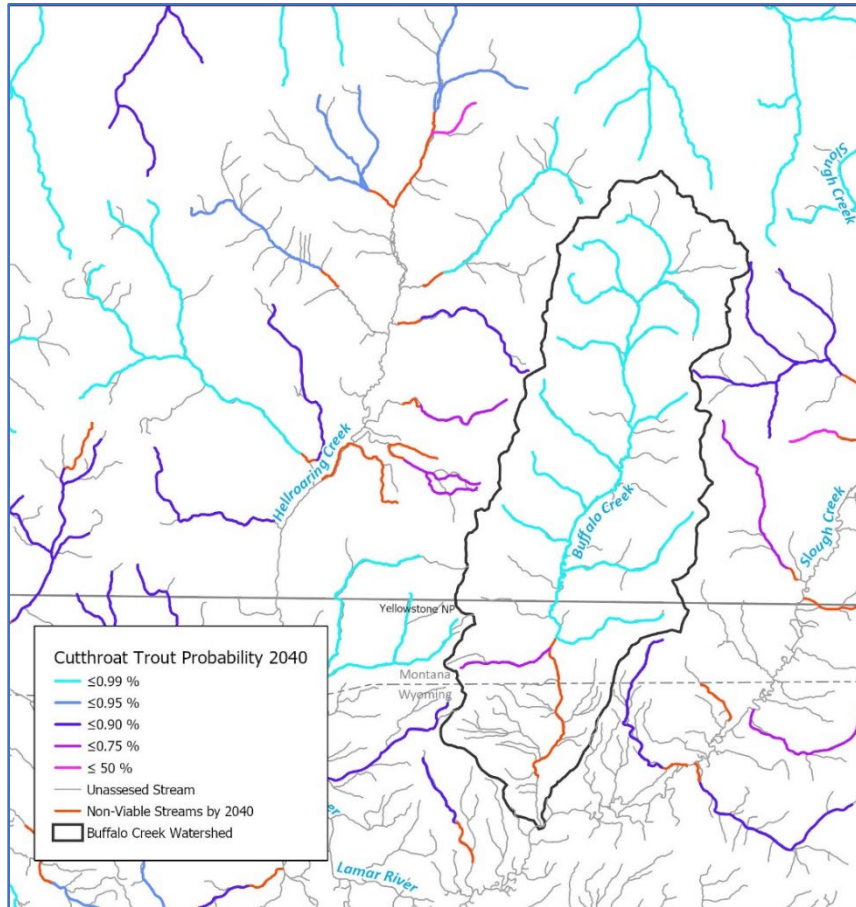 Slough Creek
Hellroaring Creek
Buffalo Creek
Slough Creek
Yellowstone NP
Montana
Wyoming
Cutthroat Trout Probability 2040
≤0.99 %
≤0.95 %
≤0.90 %
≤0.75 %
≤ 50 %
Unassesed Stream
Non-Viable Streams by 2040
Buffalo Creek Watershed
Lamar River